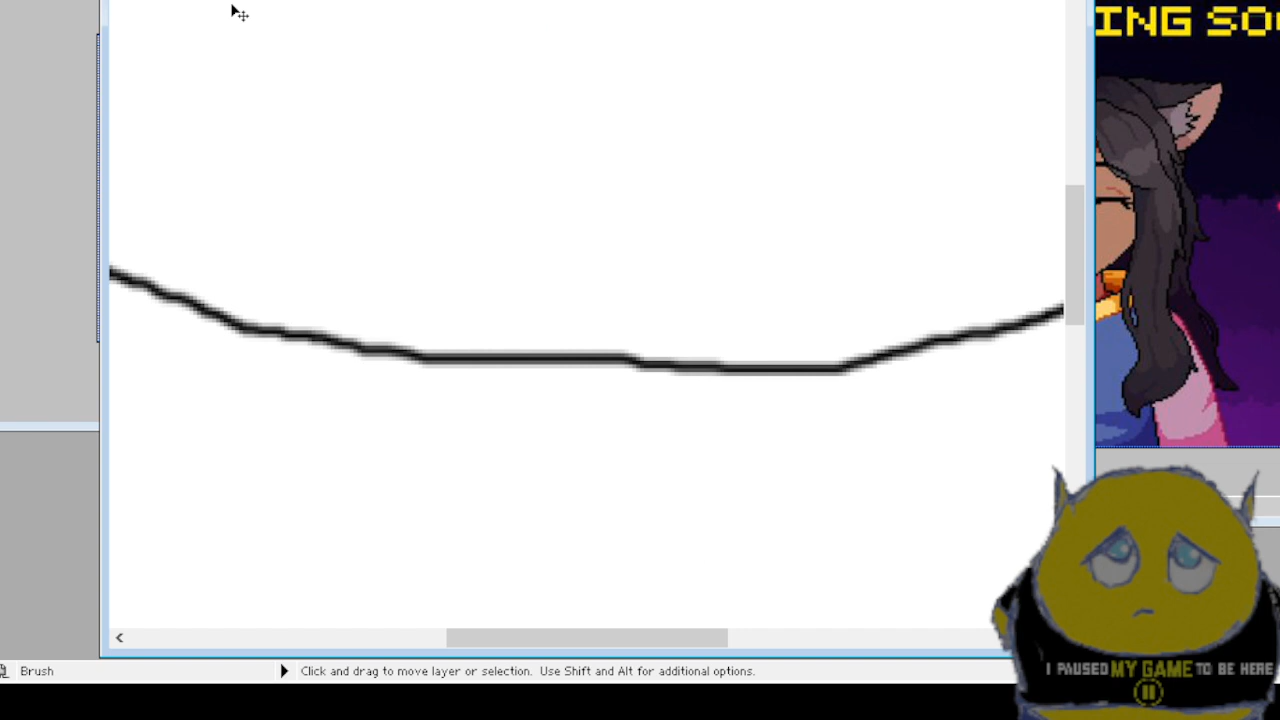 ING SO
Brush
Click and drag to move layer or selection.  Use Shift and Alt for additional options.
I PAUSED MY GAME TO BE HERE